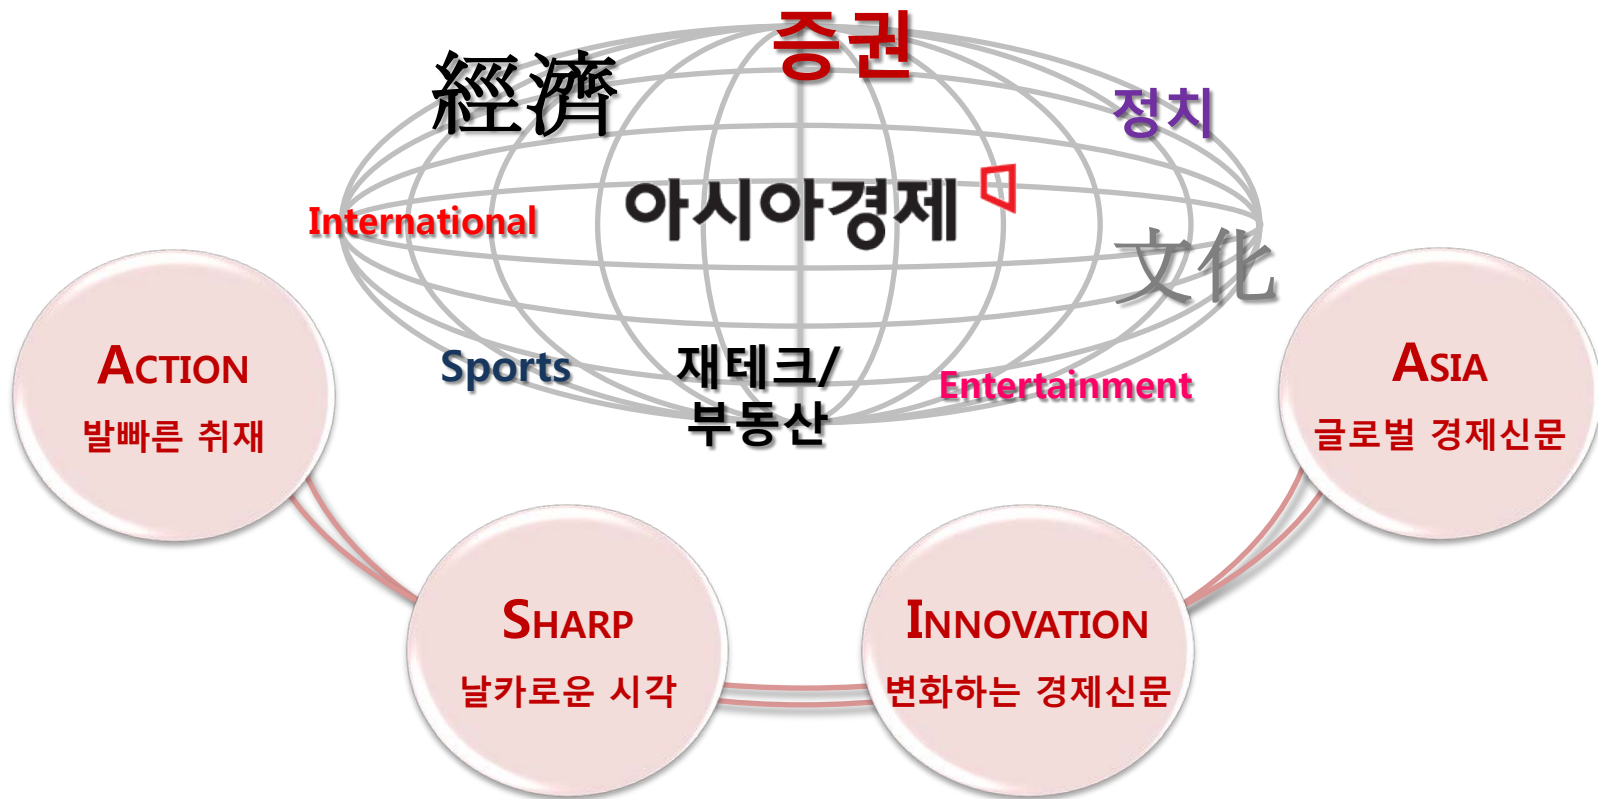 증권
經濟
정치
아시아경제
International
文化
Sports
재테크/
부동산
Entertainment
ACTION
발빠른 취재
SHARP
날카로운 시각
INNOVATION
변화하는 경제신문
ASIA
글로벌 경제신문